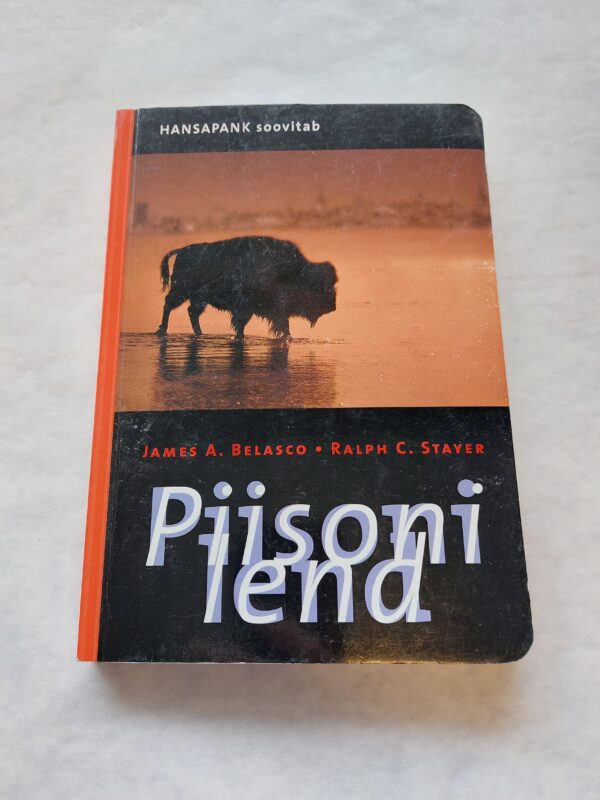 HANSAPANK soovitab
JAMES A. BELASCO • RALPH C. STAYER
Piisoni
lend